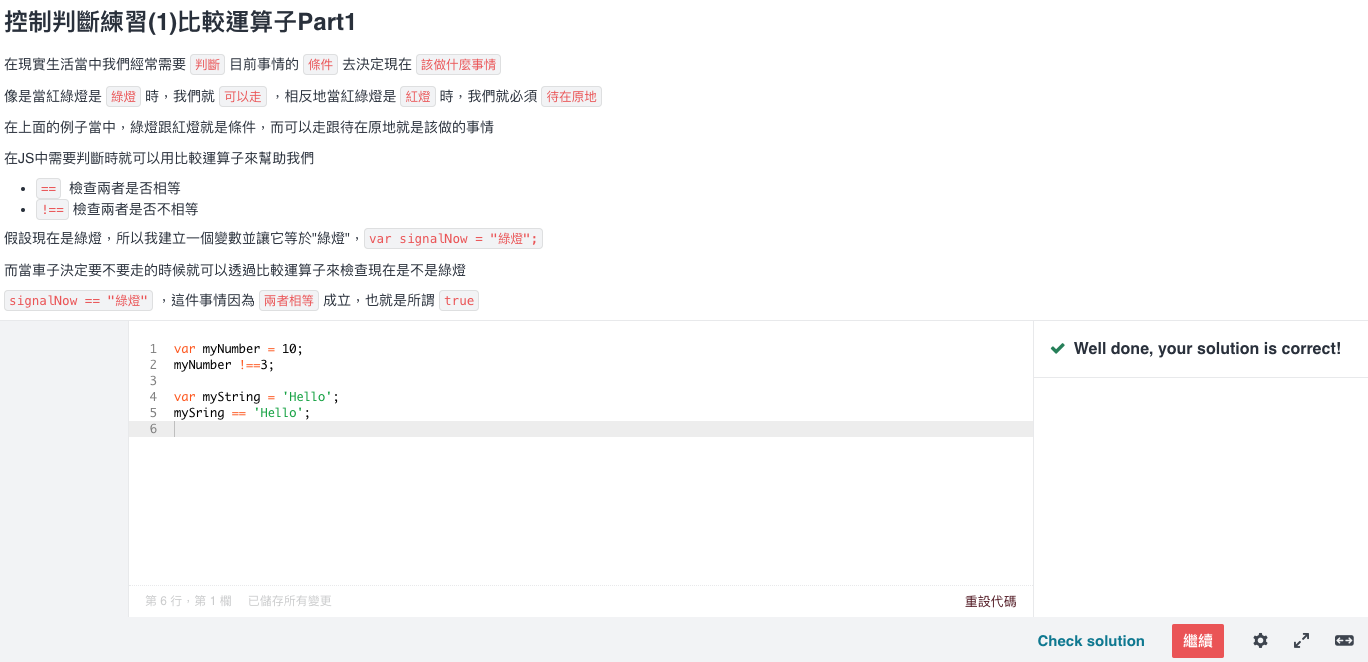 控制判斷練習(1)比較運算子Part1
在現實生活當中我們經常需要 判斷 目前事情的 條件 去決定現在 該做什麼事情
像是當紅綠燈是 綠燈 時，我們就 可以走 ，相反地當紅綠燈是 紅燈 時，我們就必須 待在原地
在上面的例子當中，綠燈跟紅燈就是條件，而可以走跟待在原地就是該做的事情
在JS中需要判斷時就可以用比較運算子來幫助我們
• == 檢查兩者是否相等
• !== 檢查兩者是否不相等
假設現在是綠燈，所以我建立一個變數並讓它等於"綠燈"，var signalNow = "綠燈";
而當車子決定要不要走的時候就可以透過比較運算子來檢查現在是不是綠燈
signalNow == "綠燈" ，這件事情因為 兩者相等 成立，也就是所謂 true
1 var myNumber = 10;
2 myNumber !==3;
3
4 var myString = 'Hello';
5 mySring == 'Hello';
6
Well done, your solution is correct!
第 6 行，第 1 欄 已儲存所有變更
重設代碼
Check solution 繼續